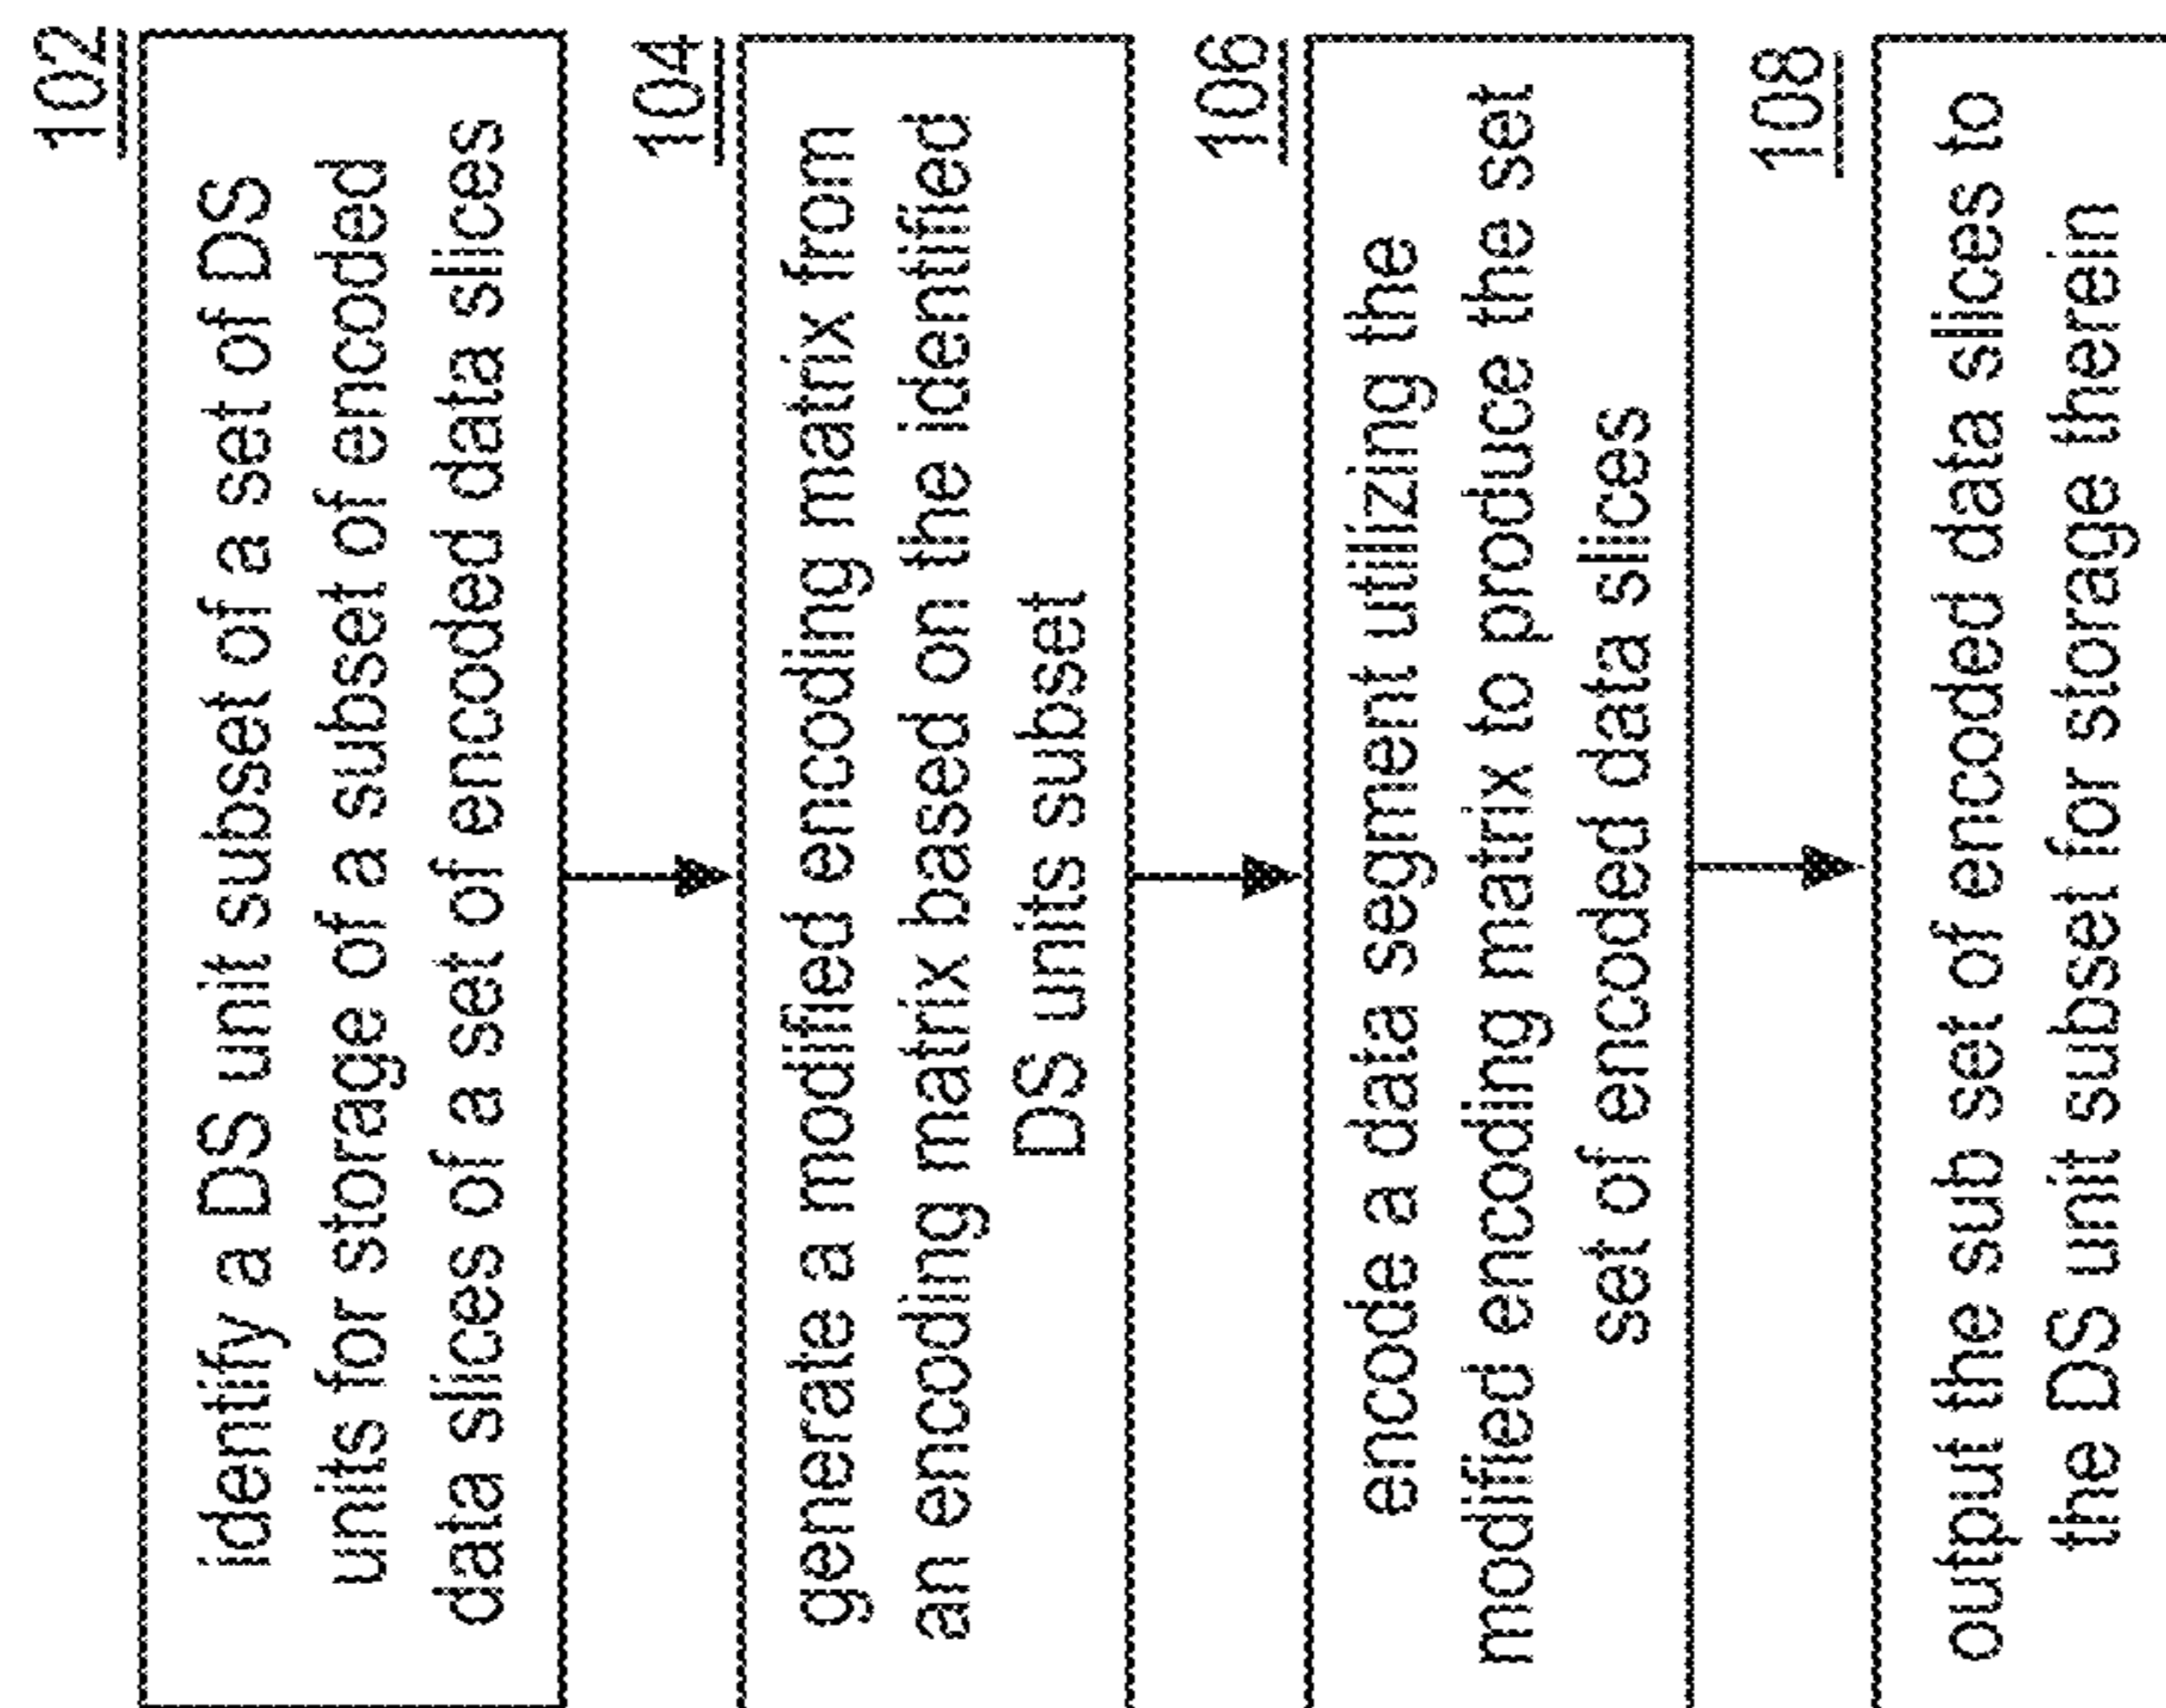 102
identify a DS unit subset of a set of DS
units for storage of a subset of encoded
data slices of a set of encoded data slices
104
generate a modified encoding matrix from
an encoding matrix based on the identified
DS units subset
106
encode a data segment utilizing the
modified encoding matrix to produce the set
set of encoded data slices
108
output the sub set of encoded data slices to
the DS unit subset for storage therein